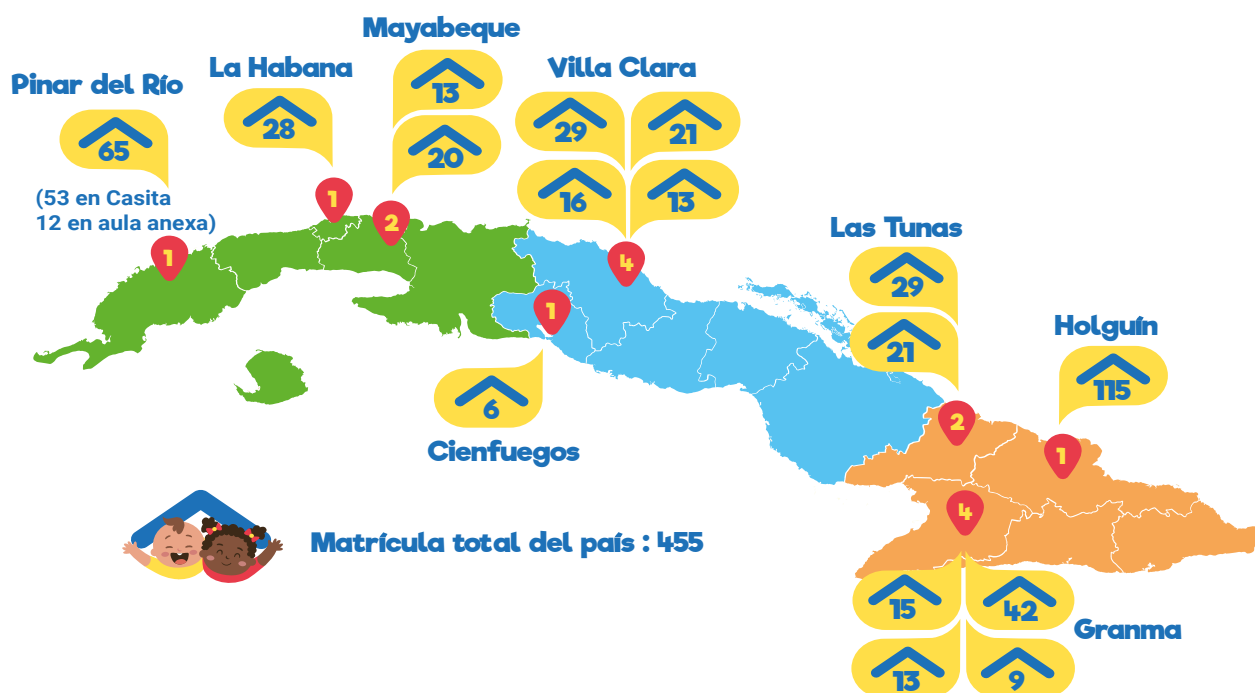 Mayabeque
13
20
La Habana
28
Pinar del Río
65
(53 en Casita
12 en aula anexa)
Villa Clara
29
21
16
13
1
1
2
4
1
6
Cienfuegos
Las Tunas
29
21
Holguín
115
2
1
4
15
42
13
9
Granma
Matrícula total del país : 455